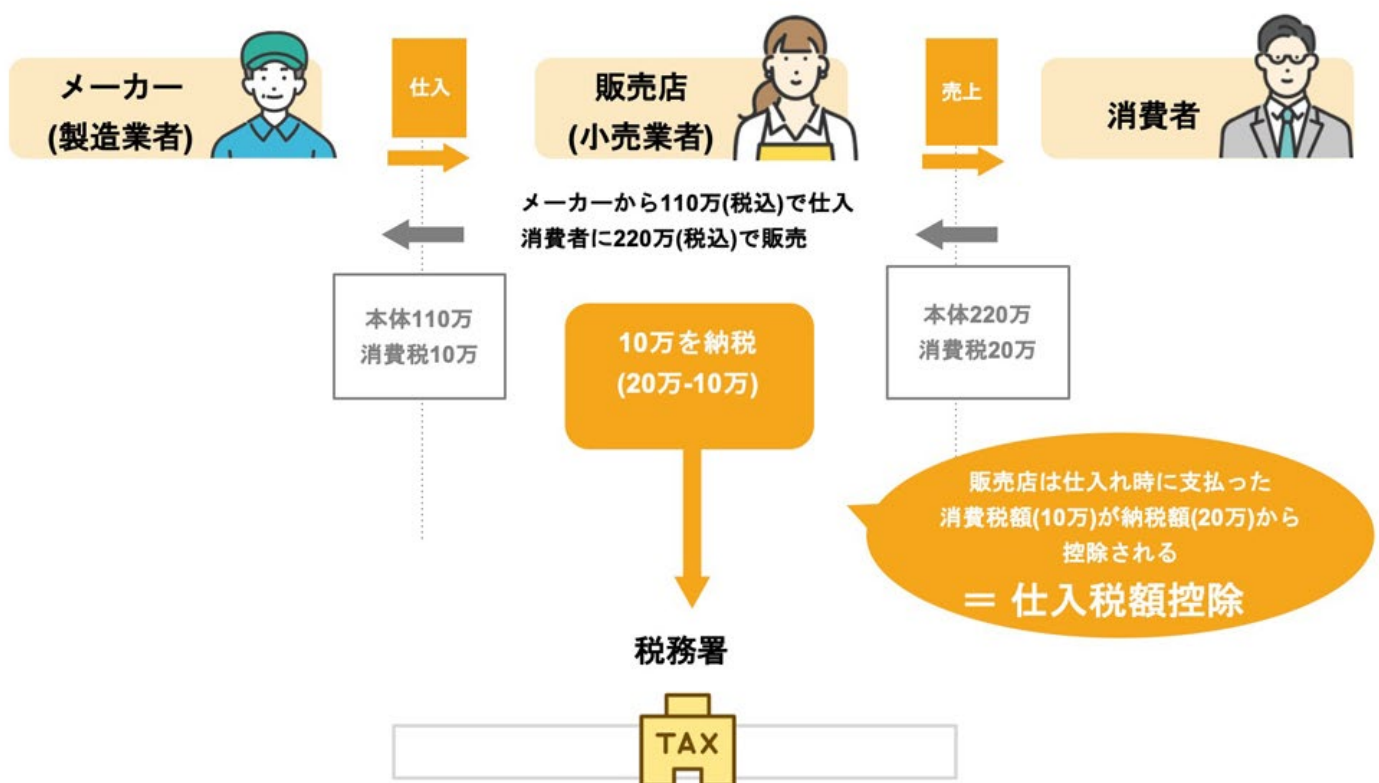 メーカー
(製造業者)
仕入
販売店
(小売業者)
売上
消費者
メーカーから110万(税込)で仕入
消費者に220万(税込)で販売
本体110万
消費税10万
10万を納税
(20万-10万)
本体220万
消費税20万
販売店は仕入れ時に支払った
消費税額(10万)が納税額(20万)から
控除される
＝ 仕入税額控除
税務署
TAX